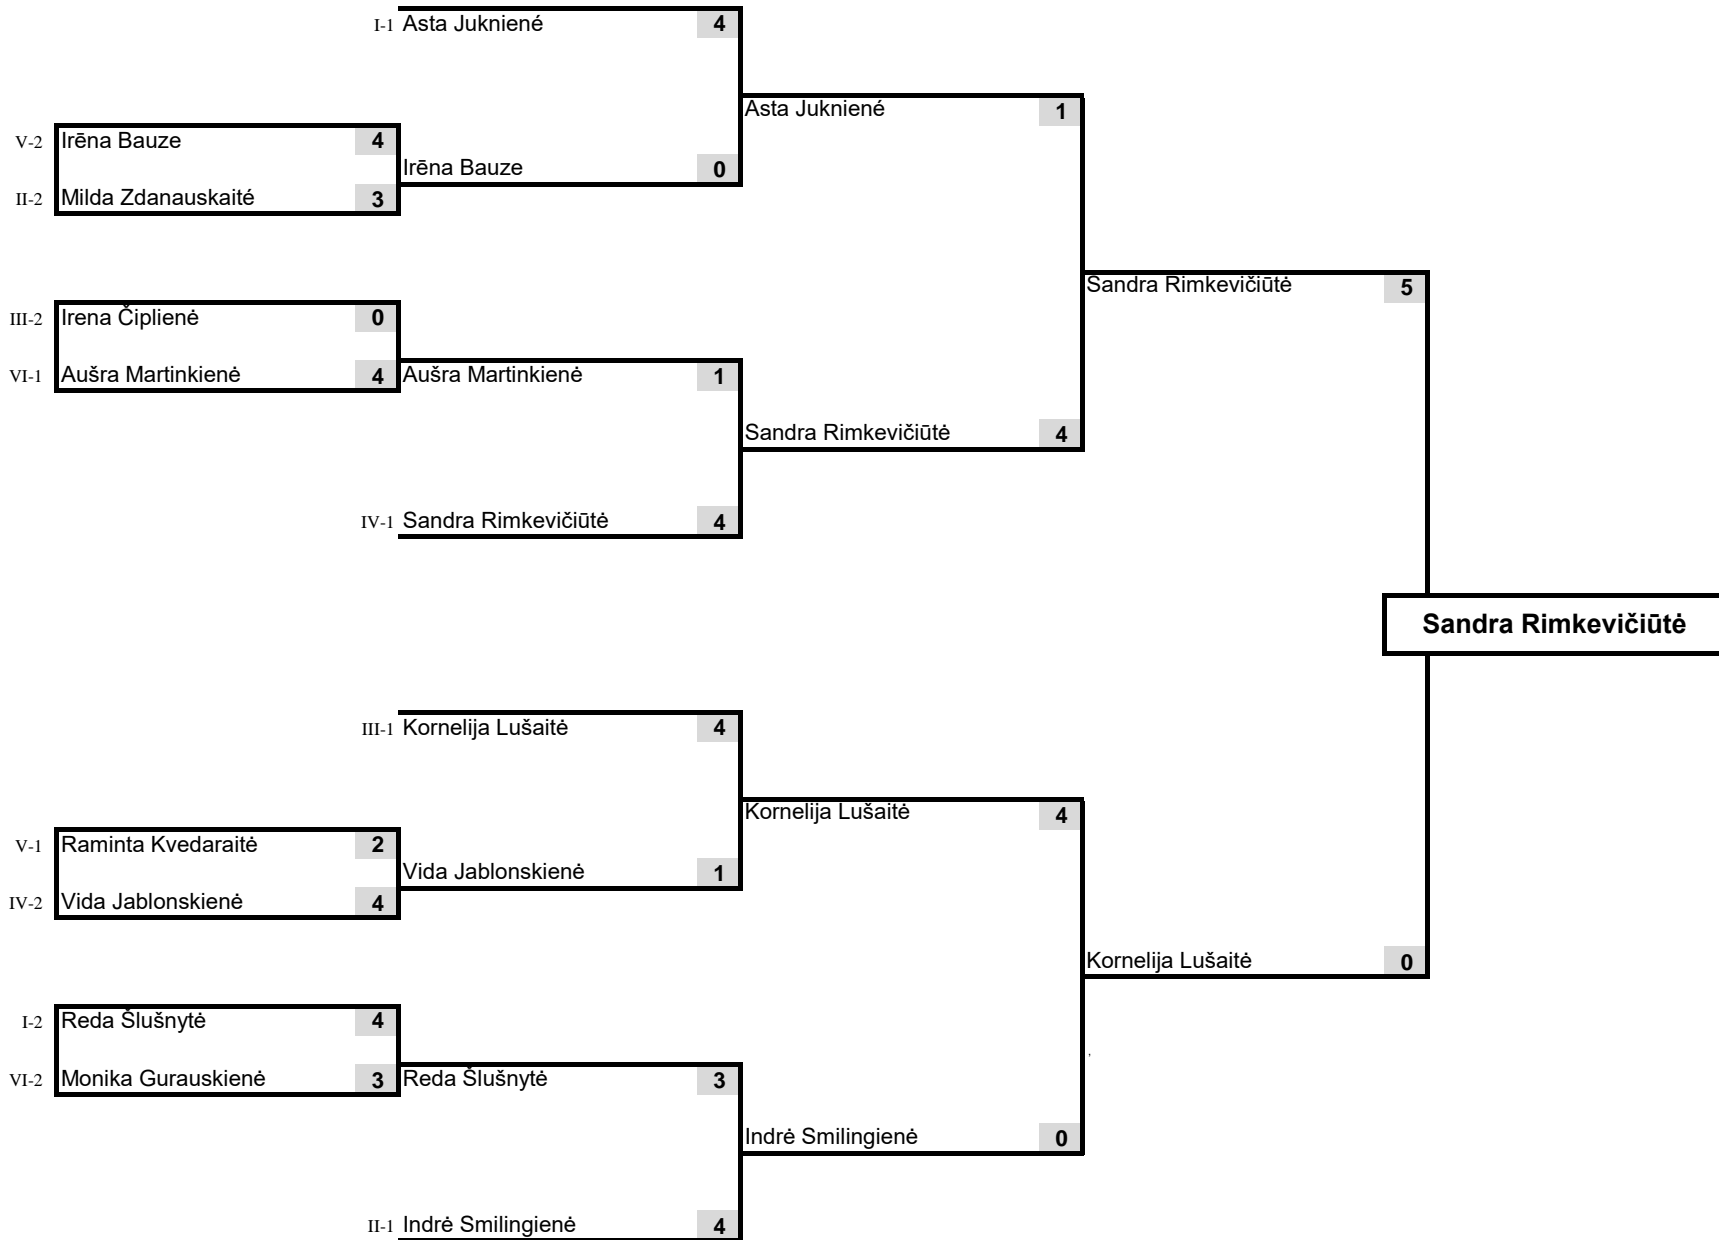 I-1 Asta Jukniené 4
Asta Jukniené 1
V-2 Irēna Bauze 4
Irēna Bauze 0
II-2 Milda Zdanauskaité 3
Sandra Rimkevičiūtė 5
III-2 Irena Čiplienė 0
VI-1 Aušra Martinkienė 4 Aušra Martinkienė 1
Sandra Rimkevičiūtė 4
IV-1 Sandra Rimkevičiūtė 4
Sandra Rimkevičiūtė
III-1 Kornelija Lušaitė 4
Kornelija Lušaitė 4
V-1 Raminta Kvedaraitė 2
Vida Jablonskienė 1
IV-2 Vida Jablonskienė 4
Kornelija Lušaitė 0
I-2 Reda Šlušnytė 4
,
VI-2 Monika Gurauskienė 3 Reda Šlušnytė 3
Indrė Smilingienė 0
II-1 Indrė Smilingienė 4